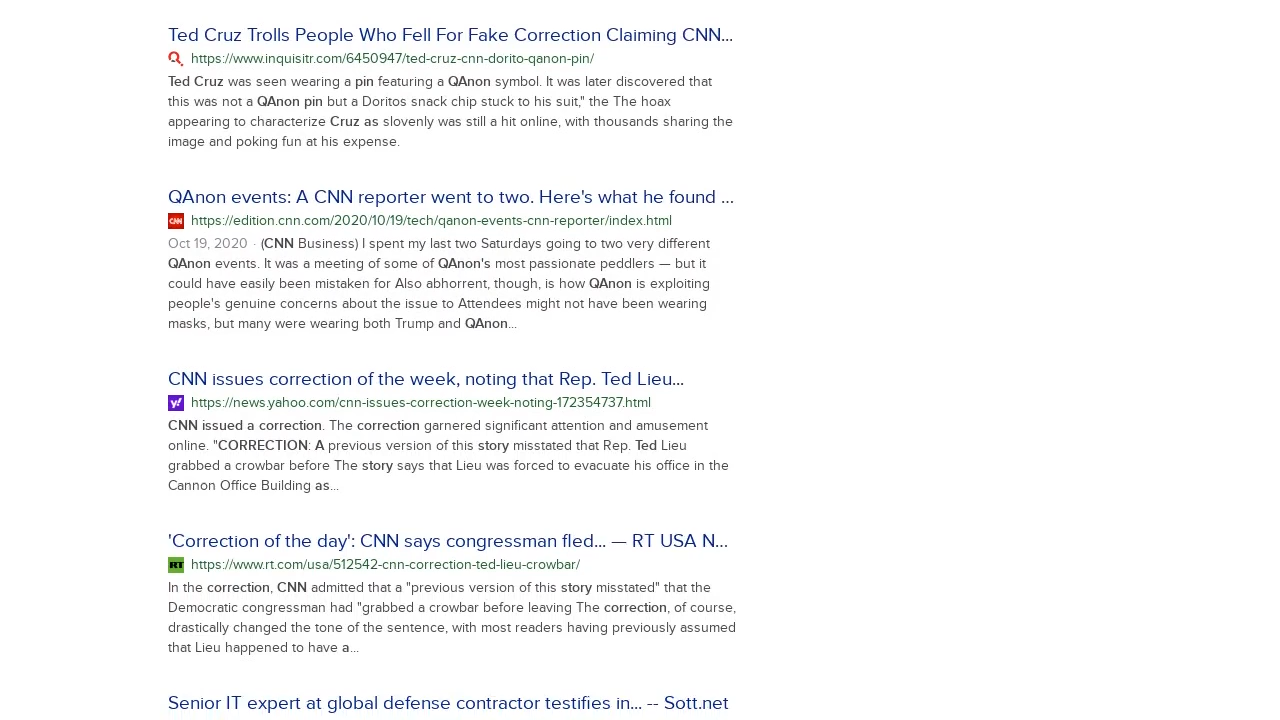 Ted Cruz Trolls People Who Fell For Fake Correction Claiming CNN...
https://www.inquisitr.com/6450947/ted-cruz-cnn-dorito-qanon-pin/
Ted Cruz was seen wearing a pin featuring a QAnon symbol. It was later discovered that
this was not a QAnon pin but a Doritos snack chip stuck to his suit," the The hoax
appearing to characterize Cruz as slovenly was still a hit online, with thousands sharing the
image and poking fun at his expense.
QAnon events: A CNN reporter went to two. Here's what he found ...
CNN https://edition.cnn.com/2020/10/19/tech/qanon-events-cnn-reporter/index.html
Oct 19, 2020 · (CNN Business) I spent my last two Saturdays going to two very different
QAnon events. It was a meeting of some of QAnon's most passionate peddlers — but it
could have easily been mistaken for Also abhorrent, though, is how QAnon is exploiting
people's genuine concerns about the issue to Attendees might not have been wearing
masks, but many were wearing both Trump and QAnon...
CNN issues correction of the week, noting that Rep. Ted Lieu...
y! https://news.yahoo.com/cnn-issues-correction-week-noting-172354737.html
CNN issued a correction. The correction garnered significant attention and amusement
online. "CORRECTION: A previous version of this story misstated that Rep. Ted Lieu
grabbed a crowbar before The story says that Lieu was forced to evacuate his office in the
Cannon Office Building as...
'Correction of the day': CNN says congressman fled... — RT USA N...
RT https://www.rt.com/usa/512542-cnn-correction-ted-lieu-crowbar/
In the correction, CNN admitted that a "previous version of this story misstated" that the
Democratic congressman had "grabbed a crowbar before leaving The correction, of course,
drastically changed the tone of the sentence, with most readers having previously assumed
that Lieu happened to have a...
Senior IT expert at global defense contractor testifies in... -- Sott.net